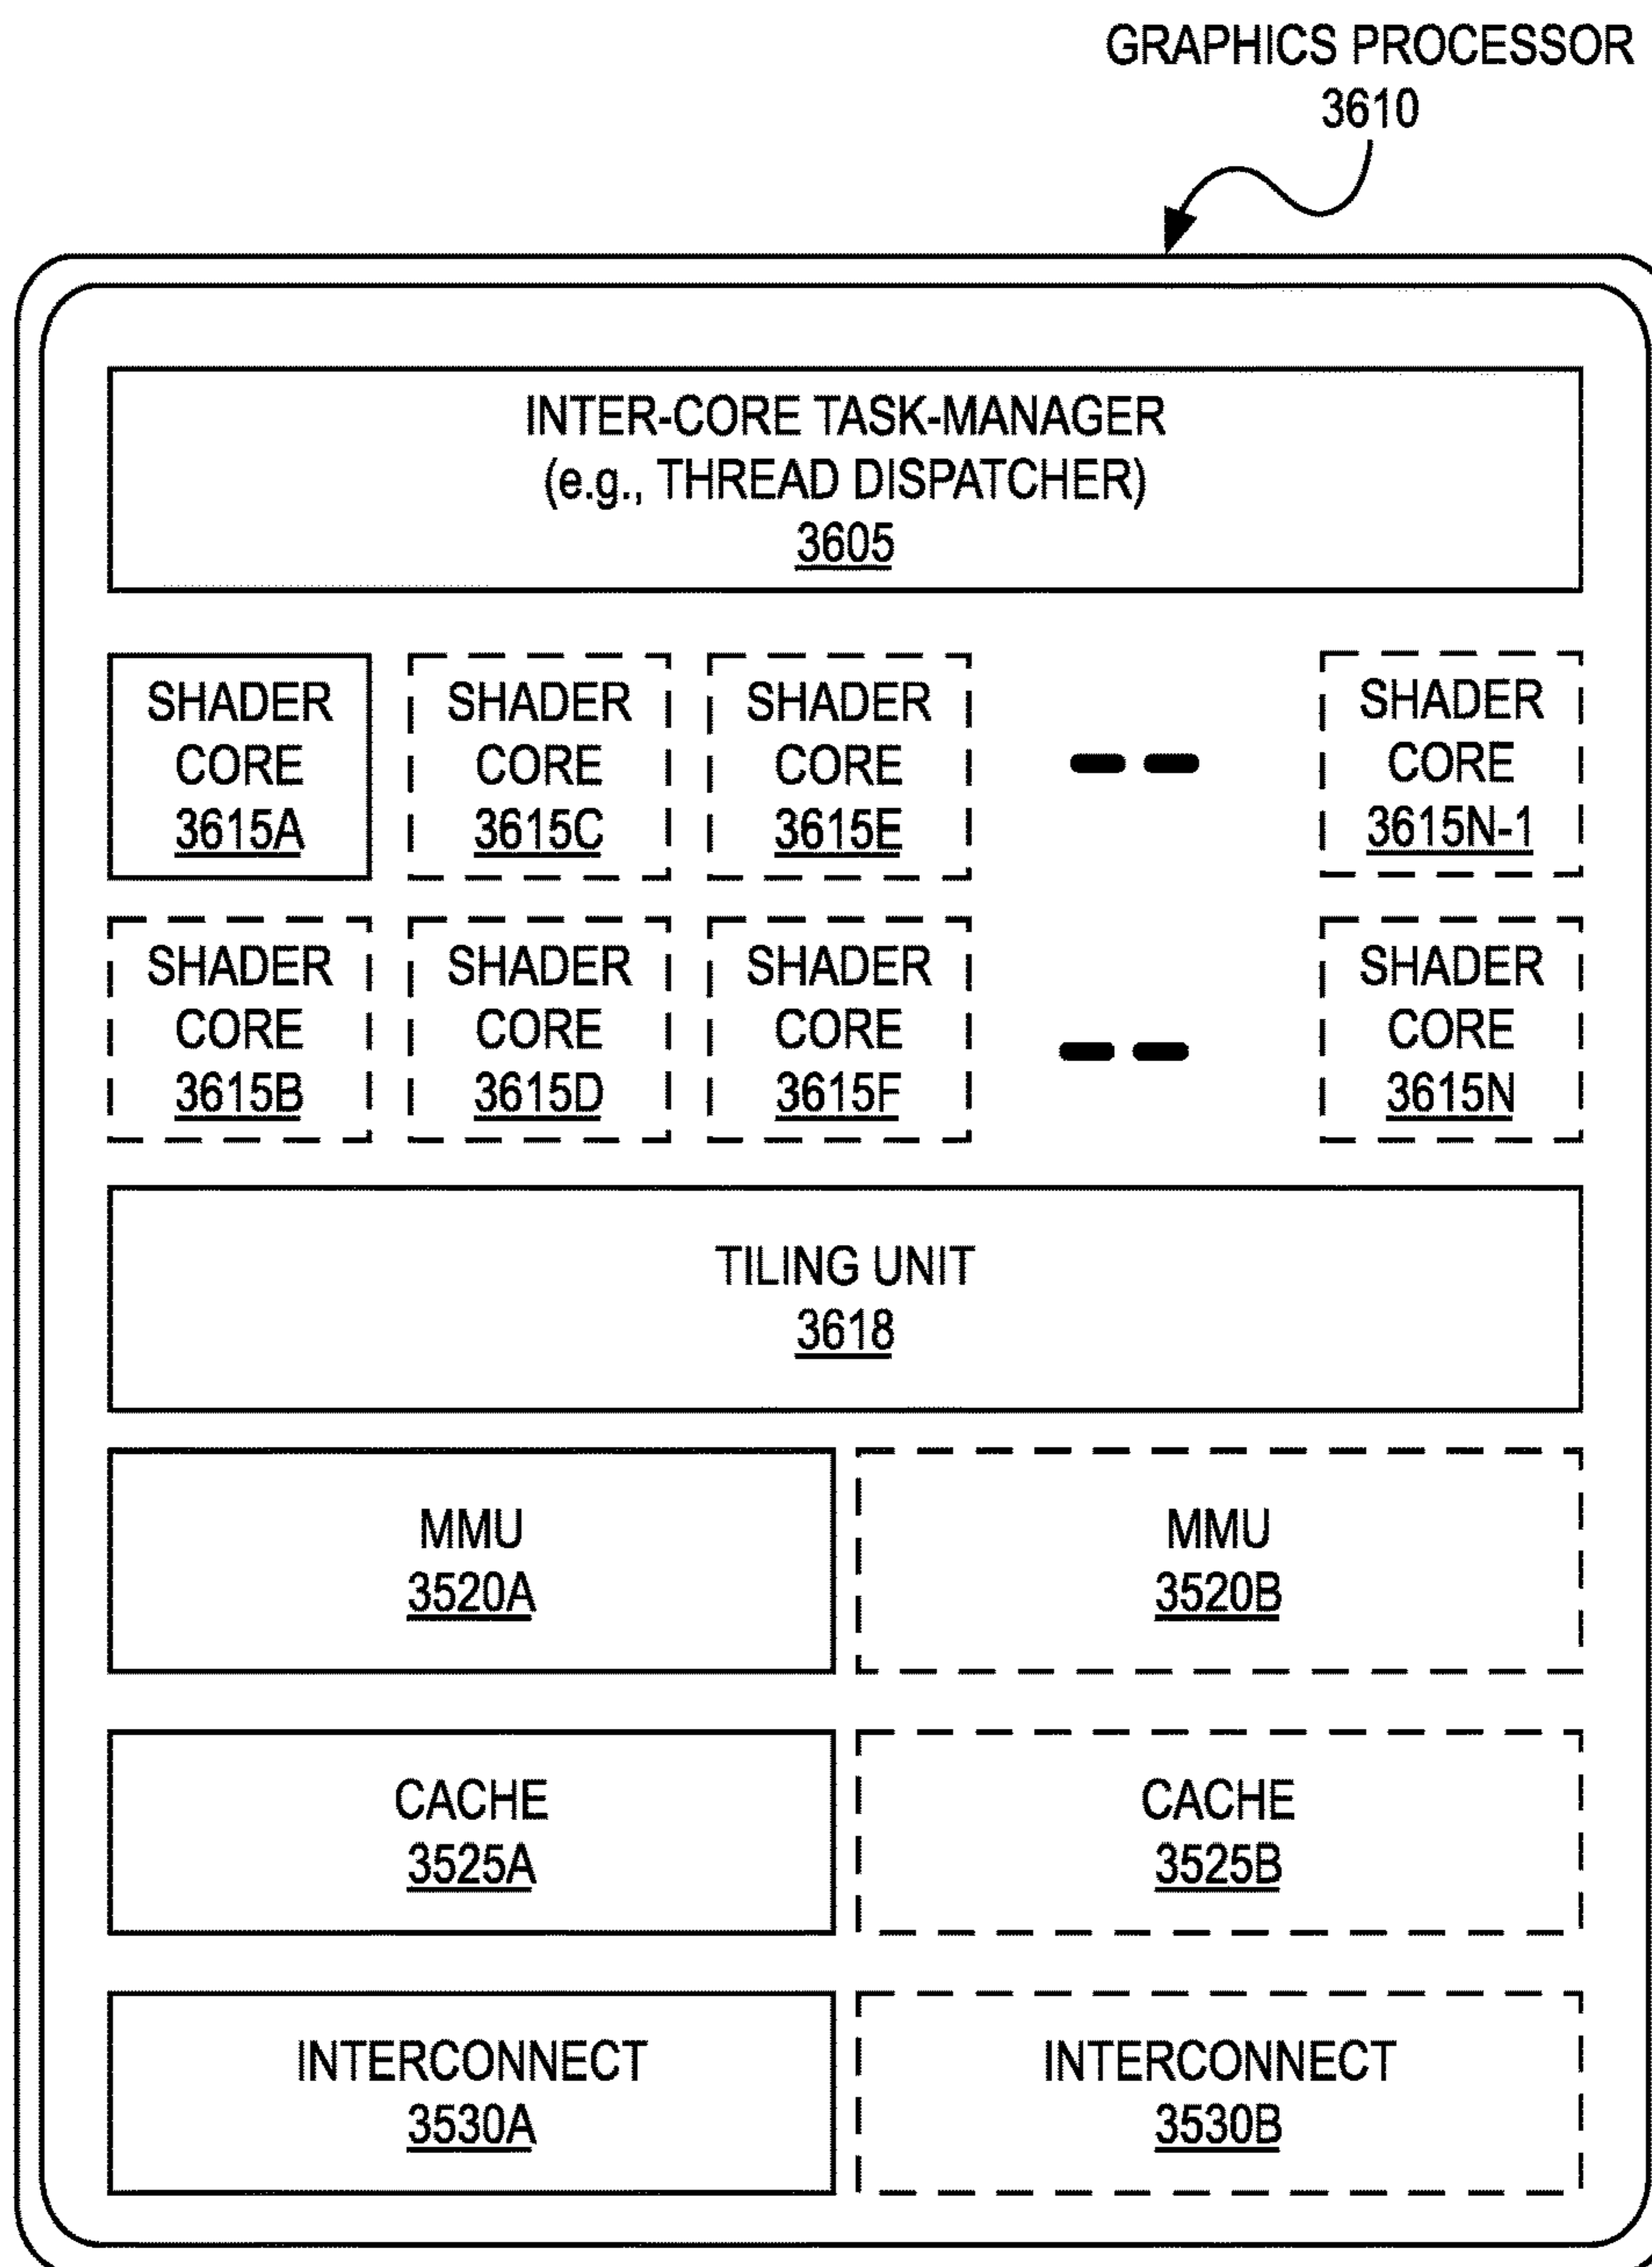 GRAPHICS PROCESSOR
3610
INTER-CORE TASK-MANAGER
(e.g., THREAD DISPATCHER)
3605
SHADER
CORE
3615A
SHADER
CORE
3615C
SHADER
CORE
3615E
SHADER
CORE
3615N-1
SHADER
CORE
3615B
SHADER
CORE
3615D
SHADER
CORE
3615F
SHADER
CORE
3615N
TILING UNIT
3618
MMU
3520A
MMU
3520B
CACHE
3525A
CACHE
3525B
INTERCONNECT
3530A
INTERCONNECT
3530B